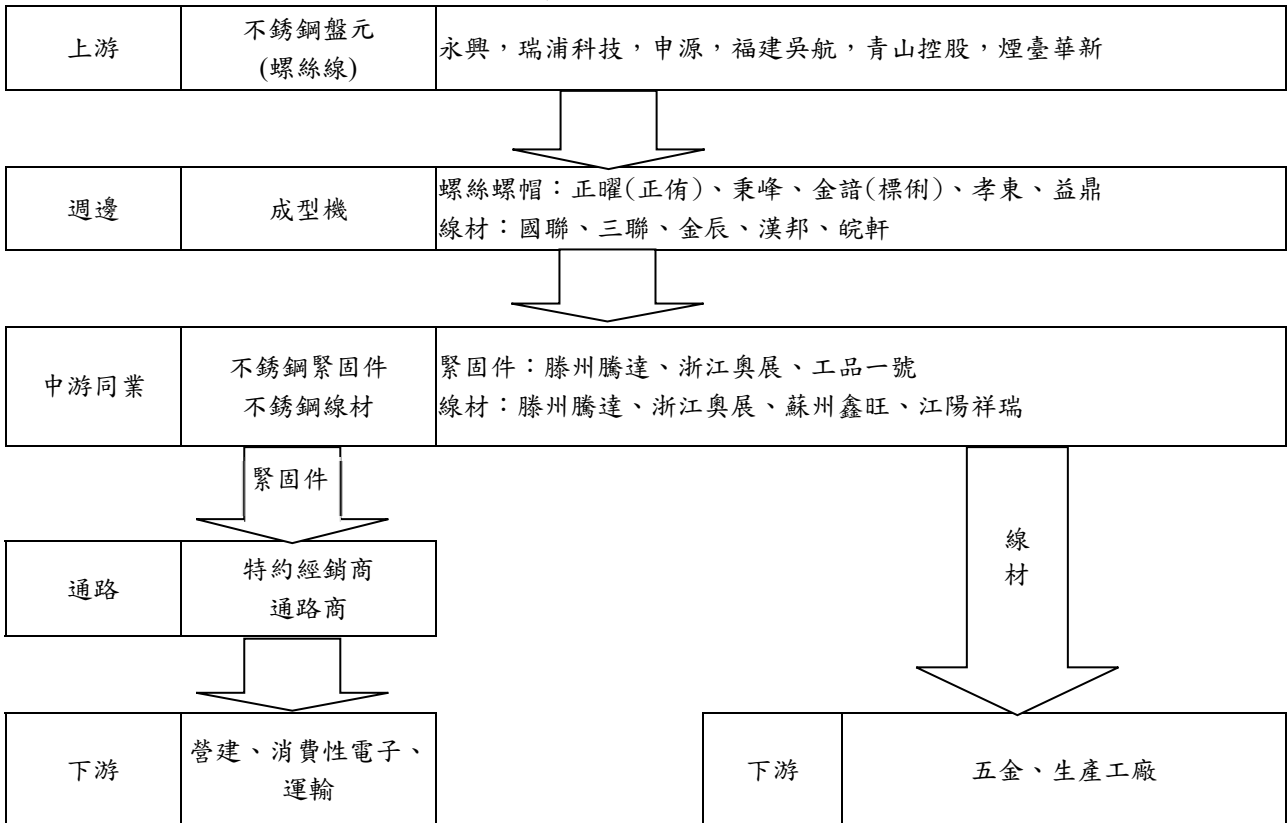 上游
不銹鋼盤元
(螺絲線)
永興，瑞浦科技，申源，福建吳航，青山控股，煙臺華新
週邊
成型機
螺絲螺帽：正曜(正侑)、秉峰、金諳(標俐)、孝東、益鼎
線材：國聯、三聯、金辰、漢邦、皖軒
中游同業
不銹鋼緊固件
不銹鋼線材
緊固件：滕州騰達、浙江奧展、工品一號
線材：滕州騰達、浙江奧展、蘇州鑫旺、江陽祥瑞
緊固件
線
材
通路
特約經銷商
通路商
下游
營建、消費性電子、
運輸
下游
五金、生產工廠